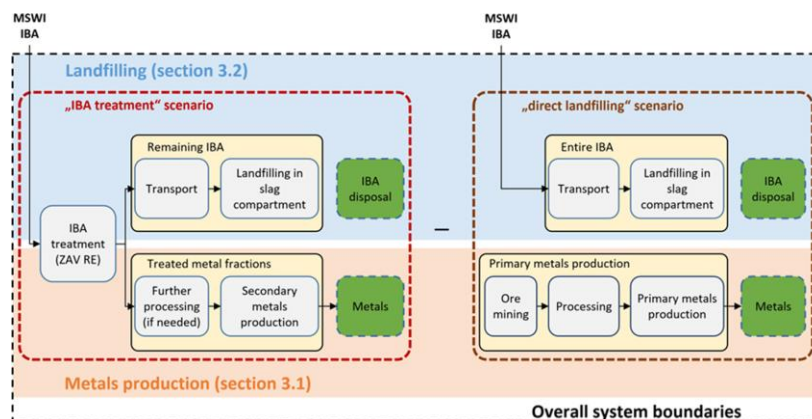 MSWI
IBA
MSWI
IBA
Landfilling (section 3.2)
„IBA treatment“ scenario
„direct landfilling“ scenario
Remaining IBA
Transport
Landfilling in
slag
compartment
IBA
disposal
Entire IBA
Transport
Landfilling in
slag
compartment
IBA
disposal
IBA
treatment
(ZAV RE)
–
Treated metal fractions
Further
processing
(if needed)
Secondary
metals
production
Metals
Primary metals production
Ore
mining
Processing
Primary metals
production
Metals
Metals production (section 3.1)
Overall system boundaries